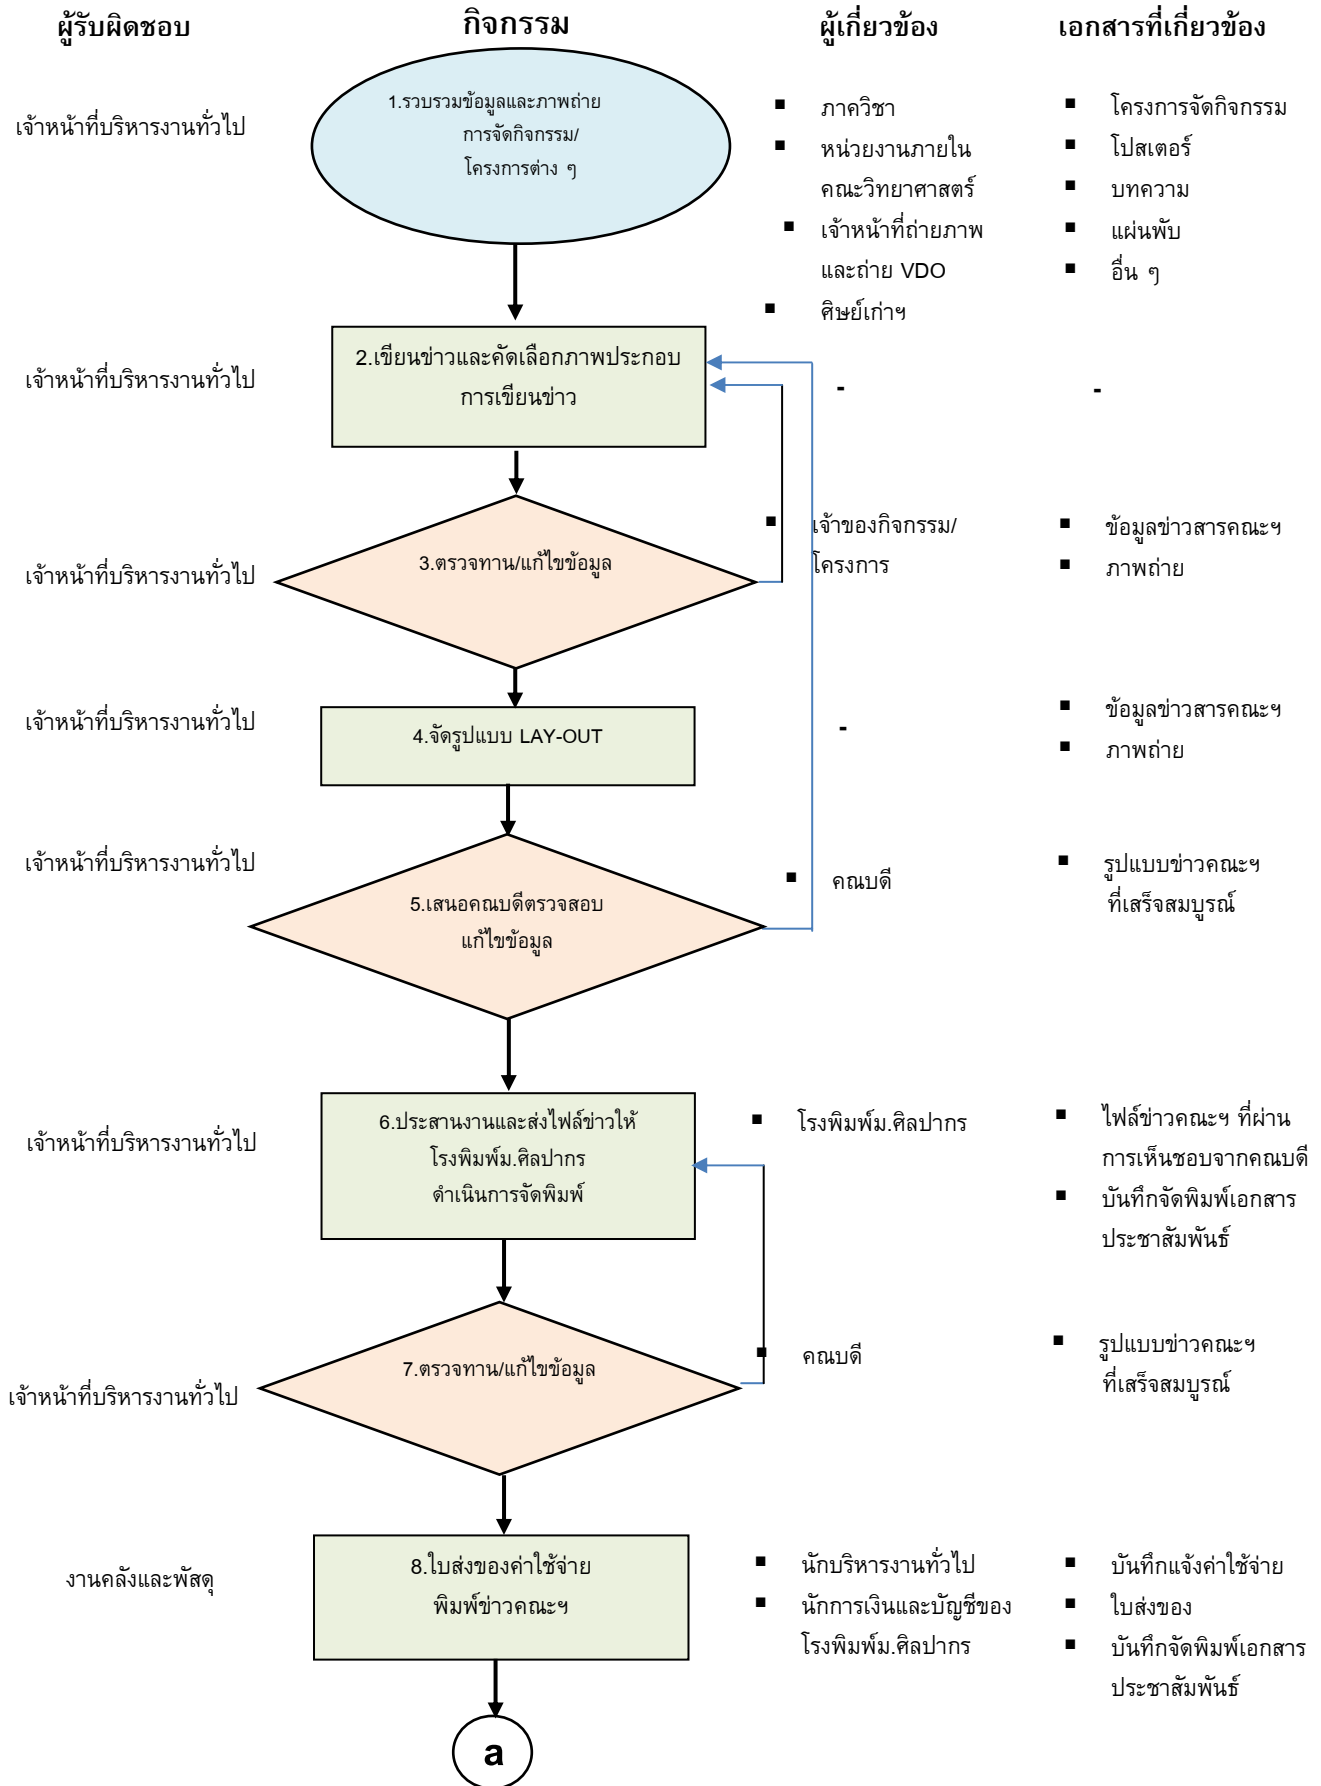 ผู้รับผิดชอบ กิจกรรม ผู้เกี่ยวข้อง เอกสารที่เกี่ยวข้อง
เจ้าหน้าที่บริหารงานทั่วไป
1.รวบรวมข้อมูลและภาพถ่าย
การจัดกิจกรรม/
โครงการต่าง ๆ
▪ ภาควิชา
▪ หน่วยงานภายใน
คณะวิทยาศาสตร์
▪ เจ้าหน้าที่ถ่ายภาพ
และถ่าย VDO
▪ ศิษย์เก่าฯ
▪ โครงการจัดกิจกรรม
▪ โปสเตอร์
▪ บทความ
▪ แผ่นพับ
▪ อื่น ๆ
เจ้าหน้าที่บริหารงานทั่วไป
2.เขียนข่าวและคัดเลือกภาพประกอบ
การเขียนข่าว
-
-
เจ้าหน้าที่บริหารงานทั่วไป
3.ตรวจทาน/แก้ไขข้อมูล
▪ เจ้าของกิจกรรม/
โครงการ
▪ ข้อมูลข่าวสารคณะฯ
▪ ภาพถ่าย
เจ้าหน้าที่บริหารงานทั่วไป
4.จัดรูปแบบ LAY-OUT
-
▪ ข้อมูลข่าวสารคณะฯ
▪ ภาพถ่าย
เจ้าหน้าที่บริหารงานทั่วไป
5.เสนอคณบดีตรวจสอบ
แก้ไขข้อมูล
▪ คณบดี
▪ รูปแบบข่าวคณะฯ
ที่เสร็จสมบูรณ์
เจ้าหน้าที่บริหารงานทั่วไป
6.ประสานงานและส่งไฟล์ข่าวให้
โรงพิมพ์ม.ศิลปากร
ดำเนินการจัดพิมพ์
▪ โรงพิมพ์ม.ศิลปากร
▪ ไฟล์ข่าวคณะฯ ที่ผ่าน
การเห็นชอบจากคณบดี
▪ บันทึกจัดพิมพ์เอกสาร
ประชาสัมพันธ์
เจ้าหน้าที่บริหารงานทั่วไป
7.ตรวจทาน/แก้ไขข้อมูล
▪ คณบดี
▪ รูปแบบข่าวคณะฯ
ที่เสร็จสมบูรณ์
งานคลังและพัสดุ
8.ใบส่งของค่าใช้จ่าย
พิมพ์ข่าวคณะฯ
▪ นักบริหารงานทั่วไป
▪ นักการเงินและบัญชีของ
โรงพิมพ์ม.ศิลปากร
▪ บันทึกแจ้งค่าใช้จ่าย
▪ ใบส่งของ
▪ บันทึกจัดพิมพ์เอกสาร
ประชาสัมพันธ์
a